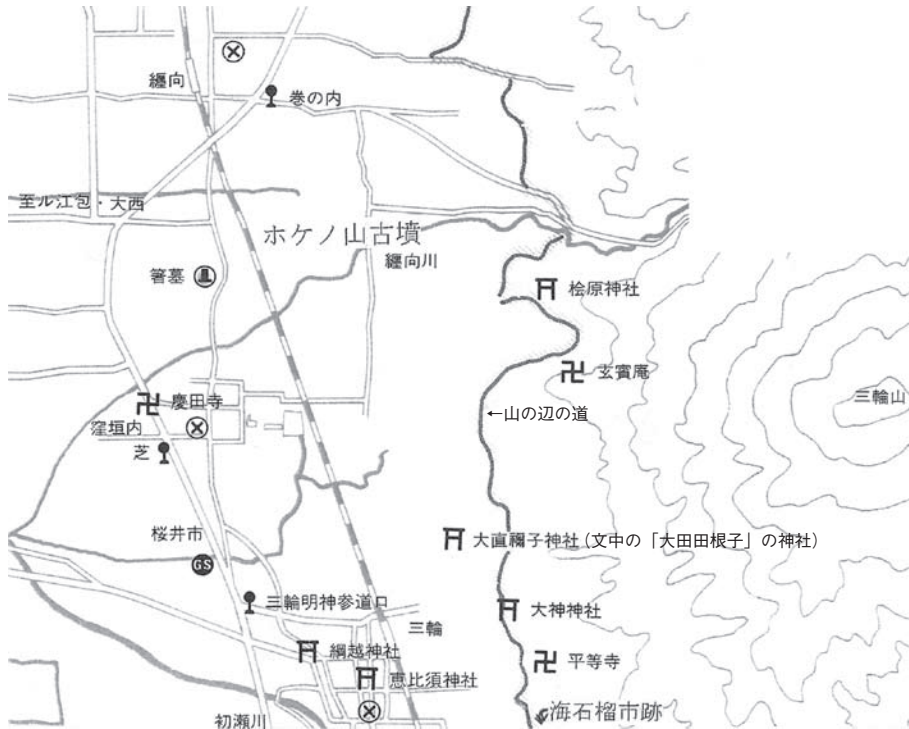 纒向
巻の内
至ル江包・大西
ホケノ山古墳
纒向川
箸墓
桧原神社
玄賓庵
三輪山
慶田寺
←山の辺の道
窪垣内
芝
桜井市
大直禰子神社(文中の「大田田根子」の神社)
GS
三輪明神参道口
大神神社
三輪
綱越神社
平等寺
恵比須神社
海石榴市跡
初瀬川